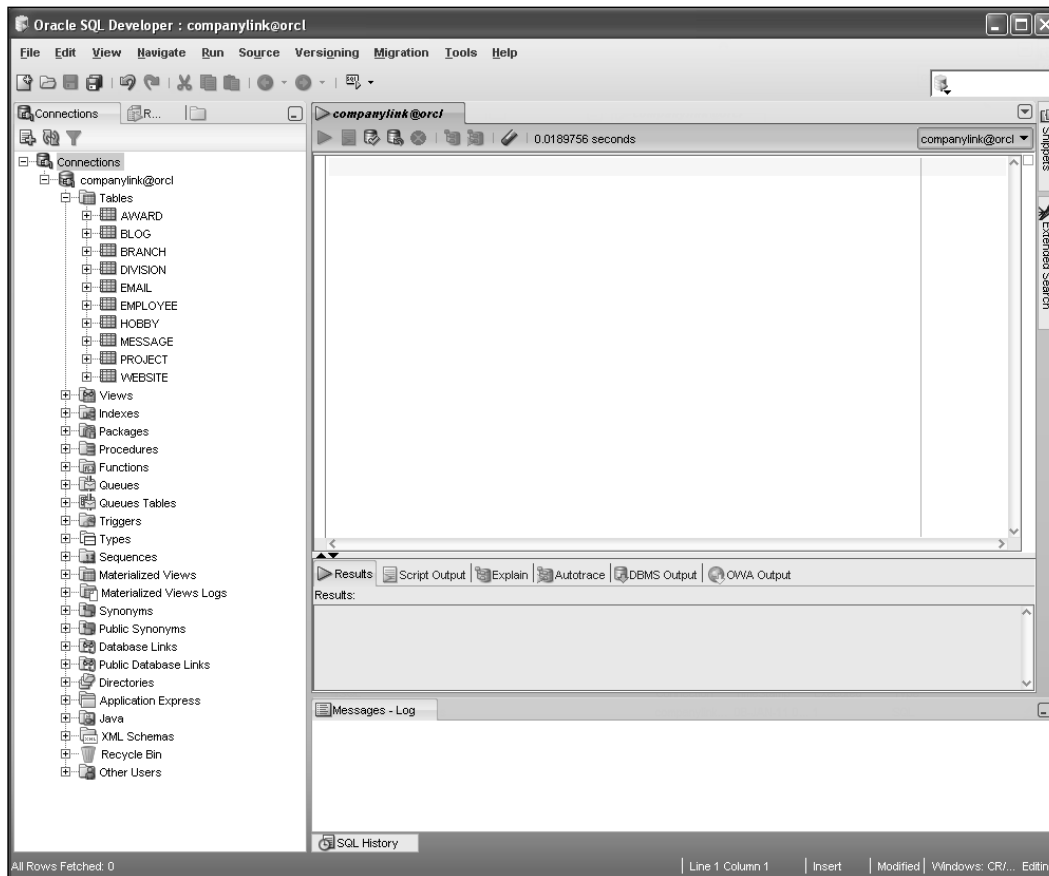 Oracle SQL Developer : companylink@orcl
File Edit View Navigate Run Source Versioning Migration Tools Help
Connections R...
companylink@orcl
0.0189756 seconds
companylink@orcl
Snippets
Extended Search
Connections
companylink@orcl
Tables
AWARD
BLOG
BRANCH
DIVISION
EMAIL
EMPLOYEE
HOBBY
MESSAGE
PROJECT
WEBSITE
Views
Indexes
Packages
Procedures
Functions
Queues
Queues Tables
Triggers
Types
Sequences
Materialized Views
Materialized Views Logs
Synonyms
Public Synonyms
Database Links
Public Database Links
Directories
Application Express
Java
XML Schemas
Recycle Bin
Other Users
Results Script Output Explain Autotrace DBMS Output OWA Output
Results:
Messages - Log
SQL History
All Rows Fetched: 0
Line 1 Column 1 Insert Modified Windows: CR/... Editin